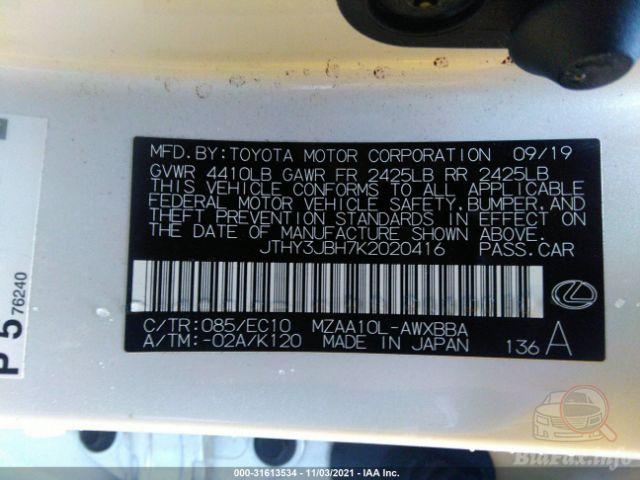 MFD.BY:TOYOTA MOTOR CORPORATION 09/19
GVWR 4410LB GAWR FR 2425LB RR 2425LB
THIS VEHICLE CONFORMS TO ALL APPLICABLE
FEDERAL MOTOR VEHICLE SAFETY,BUMPER,AND
THEFT PREVENTION STANDARDS IN EFFECT ON
THE DATE OF MANUFACTURE SHOWN ABOVE.
JTHY3JBH7K2020416 PASS.CAR
C/TR:085/EC10 MZAA10L-AWXBBA
A/TM:-02A/K120 MADE IN JAPAN 136 A
P 5 76240
000-31613534 - 11/03/2021 - IAA Inc.
BidFax.info